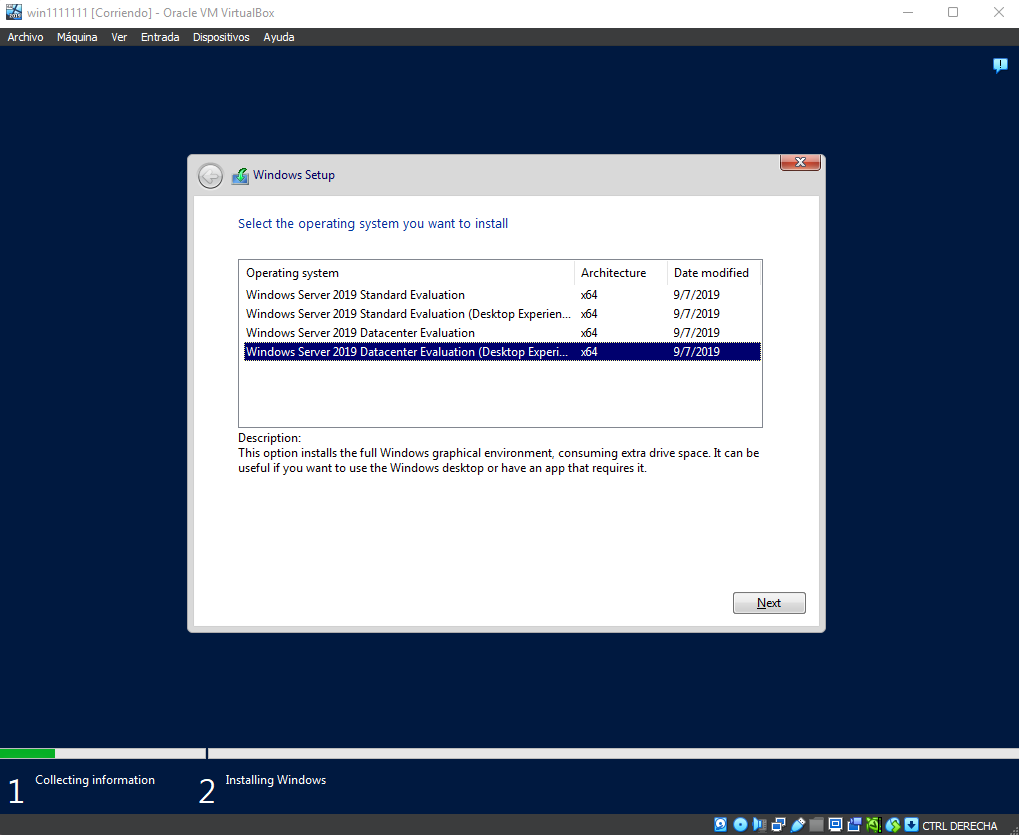 win1111111 [Corriendo] - Oracle VM VirtualBox
Archivo Máquina Ver Entrada Dispositivos Ayuda
Windows Setup
Select the operating system you want to install
Operating system Architecture Date modified
Windows Server 2019 Standard Evaluation x64 9/7/2019
Windows Server 2019 Standard Evaluation (Desktop Experien... x64 9/7/2019
Windows Server 2019 Datacenter Evaluation x64 9/7/2019
Windows Server 2019 Datacenter Evaluation (Desktop Experi... x64 9/7/2019
Description:
This option installs the full Windows graphical environment, consuming extra drive space. It can be
useful if you want to use the Windows desktop or have an app that requires it.
Next
1 Collecting information 2 Installing Windows
CTRL DERECHA